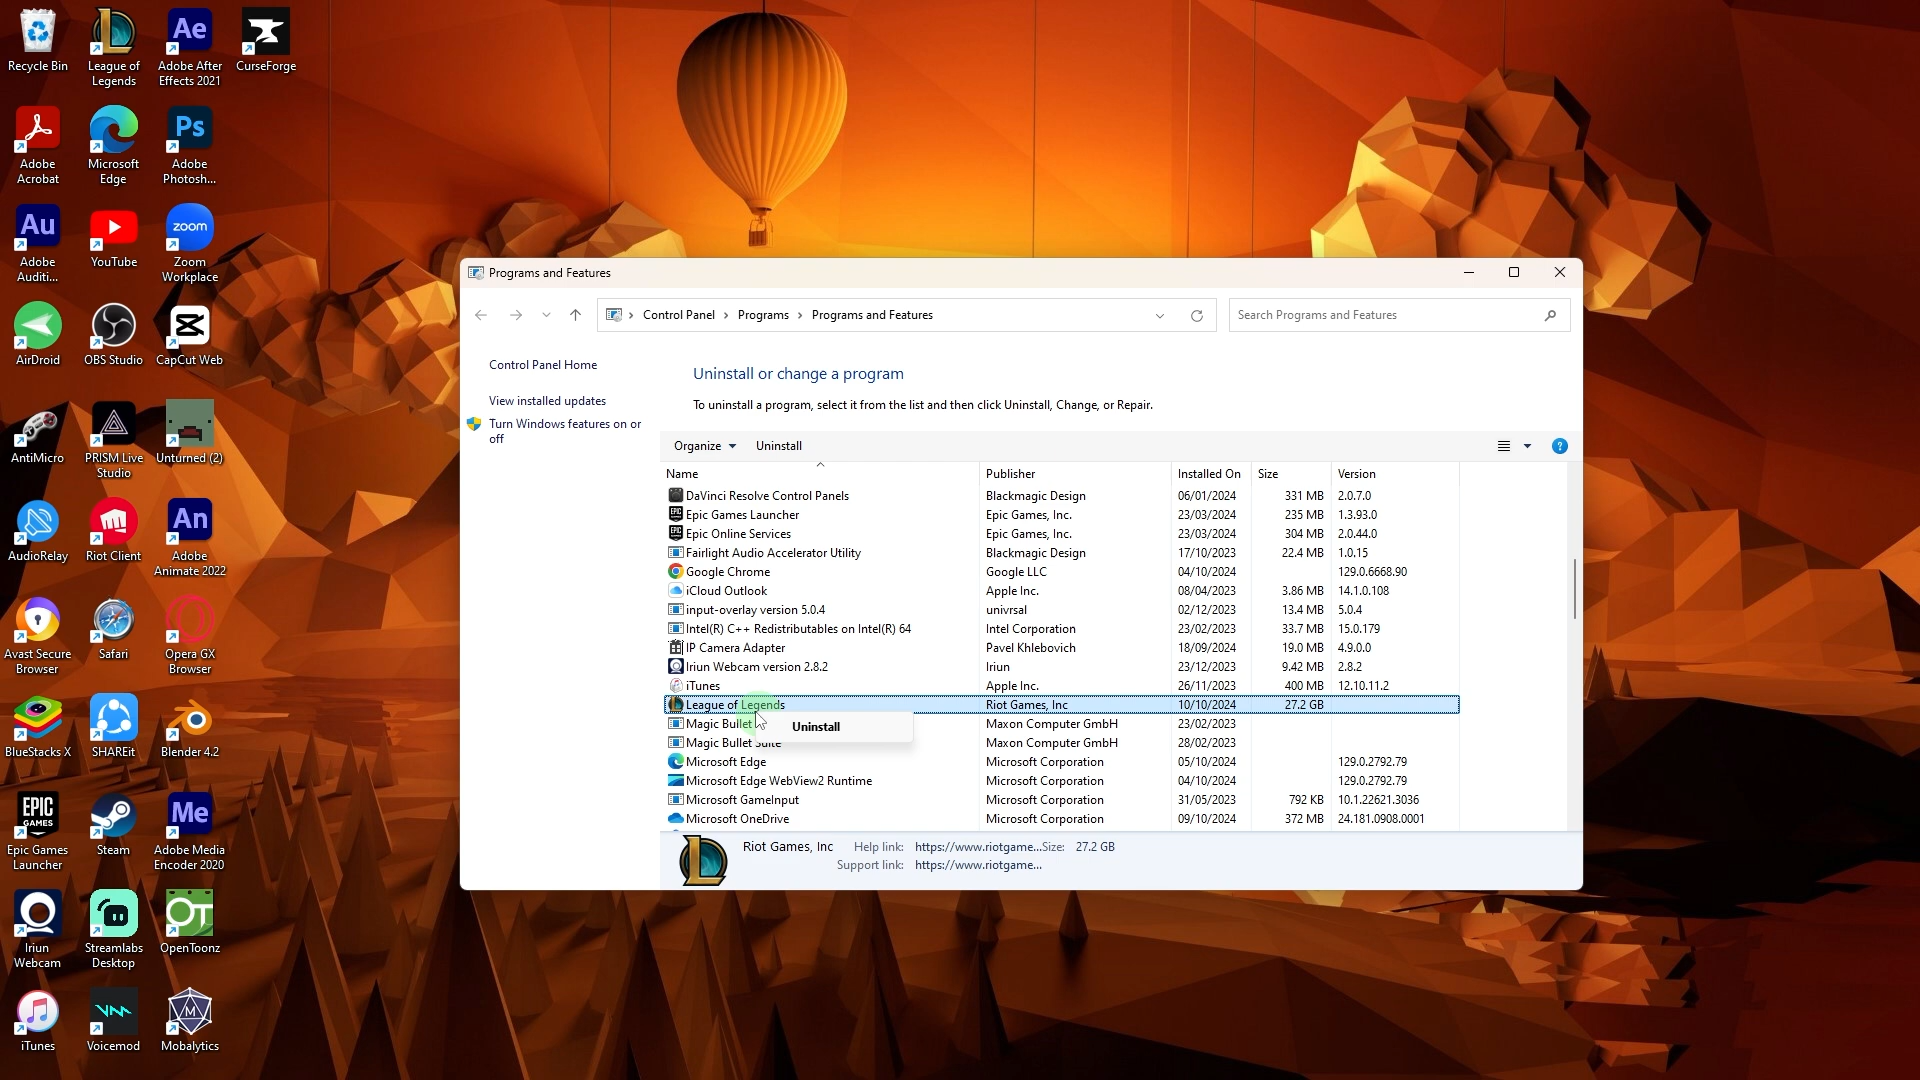 Recycle Bin
League of
Legends
Ae
Adobe After
Effects 2021
CurseForge
Adobe
Acrobat
Microsoft
Edge
Ps
Adobe
Photosh...
Au
Adobe
Auditi...
YouTube
zoom
Zoom
Workplace
AirDroid
OBS Studio
CapCut Web
AntiMicro
PRISM Live
Studio
Unturned (2)
AudioRelay
Riot Client
An
Adobe
Animate 2022
Avast Secure
Browser
Safari
Opera GX
Browser
BlueStacks X
SHAREit
Blender 4.2
EPIC
GAMES
Epic Games
Launcher
Steam
Me
Adobe Media
Encoder 2020
Iriun
Webcam
Streamlabs
Desktop
OT
OpenToonz
iTunes
Voicemod
M
Mobalytics
Programs and Features
Control Panel > Programs > Programs and Features
Search Programs and Features
Control Panel Home
View installed updates
Turn Windows features on or
off
Uninstall or change a program
To uninstall a program, select it from the list and then click Uninstall, Change, or Repair.
Organize Uninstall
Name Publisher Installed On Size Version
DaVinci Resolve Control Panels Blackmagic Design 06/01/2024 331 MB 2.0.7.0
Epic Games Launcher Epic Games, Inc. 23/03/2024 235 MB 1.3.93.0
Epic Online Services Epic Games, Inc. 23/03/2024 304 MB 2.0.44.0
Fairlight Audio Accelerator Utility Blackmagic Design 17/10/2023 22.4 MB 1.0.15
Google Chrome Google LLC 04/10/2024 129.0.6668.90
iCloud Outlook Apple Inc. 08/04/2023 3.86 MB 14.1.0.108
input-overlay version 5.0.4 univrsal 02/12/2023 13.4 MB 5.0.4
Intel(R) C++ Redistributables on Intel(R) 64 Intel Corporation 23/02/2023 33.7 MB 15.0.179
IP Camera Adapter Pavel Khlebovich 18/09/2024 19.0 MB 4.9.0.0
Iriun Webcam version 2.8.2 Iriun 23/12/2023 9.42 MB 2.8.2
iTunes Apple Inc. 26/11/2023 400 MB 12.10.11.2
League of Legends Riot Games, Inc 10/10/2024 27.2 GB
Magic Bullet Maxon Computer GmbH 23/02/2023
Uninstall
Magic Bullet Suite Maxon Computer GmbH 28/02/2023
Microsoft Edge Microsoft Corporation 05/10/2024 129.0.2792.79
Microsoft Edge WebView2 Runtime Microsoft Corporation 04/10/2024 129.0.2792.79
Microsoft GameInput Microsoft Corporation 31/05/2023 792 KB 10.1.22621.3036
Microsoft OneDrive Microsoft Corporation 09/10/2024 372 MB 24.181.0908.0001
Riot Games, Inc Help link: https://www.riotgame... Size: 27.2 GB
Support link: https://www.riotgame...